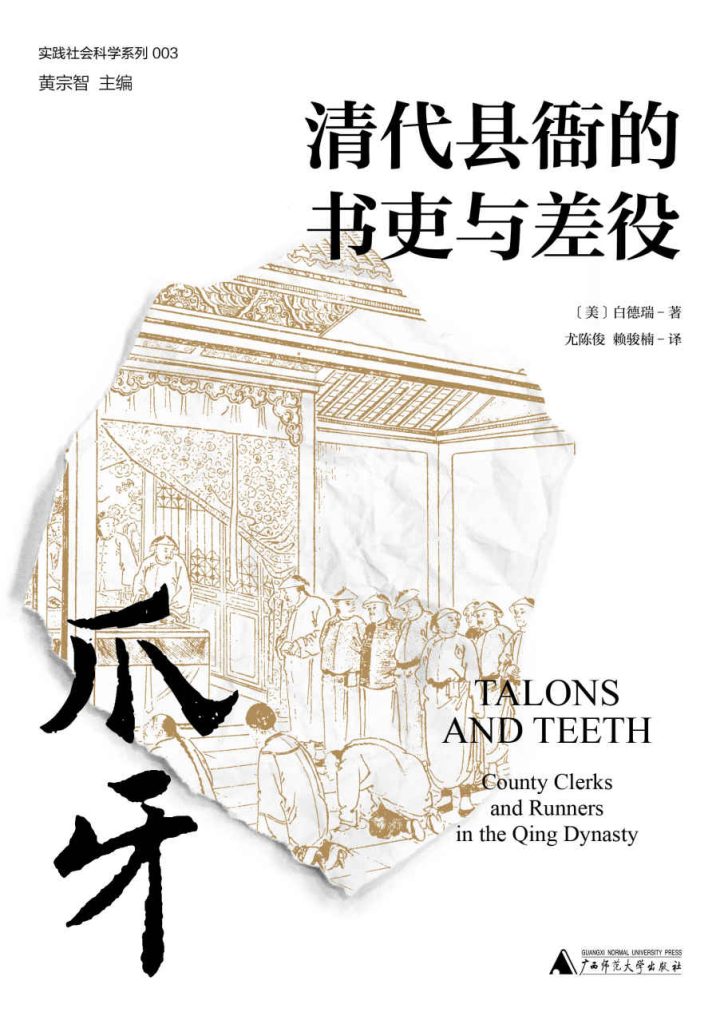 实践社会科学系列 003
黄宗智 主编
清代县衙的
书吏与差役
〔美〕白德瑞-著
尤陈俊 赖骏楠-译
爪
牙
TALONS
AND TEETH
County Clerks
and Runners
in the Qing Dynasty
GUANGXI NORMAL UNIVERSITY PRESS
广西师范大学出版社